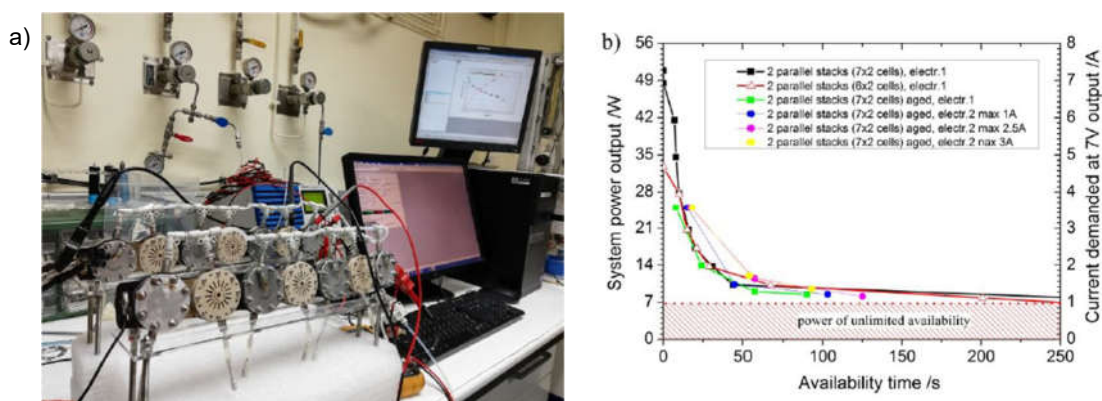 a)
b)
56
49
42
35
28
21
14
7
0
System power output /W
2 parallel stacks (7x2 cells), electr.1
2 parallel stacks (6x2 cells), electr.1
2 parallel stacks (7x2 cells) aged, electr.1
2 parallel stacks (7x2 cells) aged, electr.2 max 1A
2 parallel stacks (7x2 cells) aged, electr.2 max 2.5A
2 parallel stacks (7x2 cells) aged, electr.2 max 3A
power of unlimited availability
8
7
6
5
4
3
2
1
0
Current demanded at 7V output /A
0 50 100 150 200 250
Availability time /s